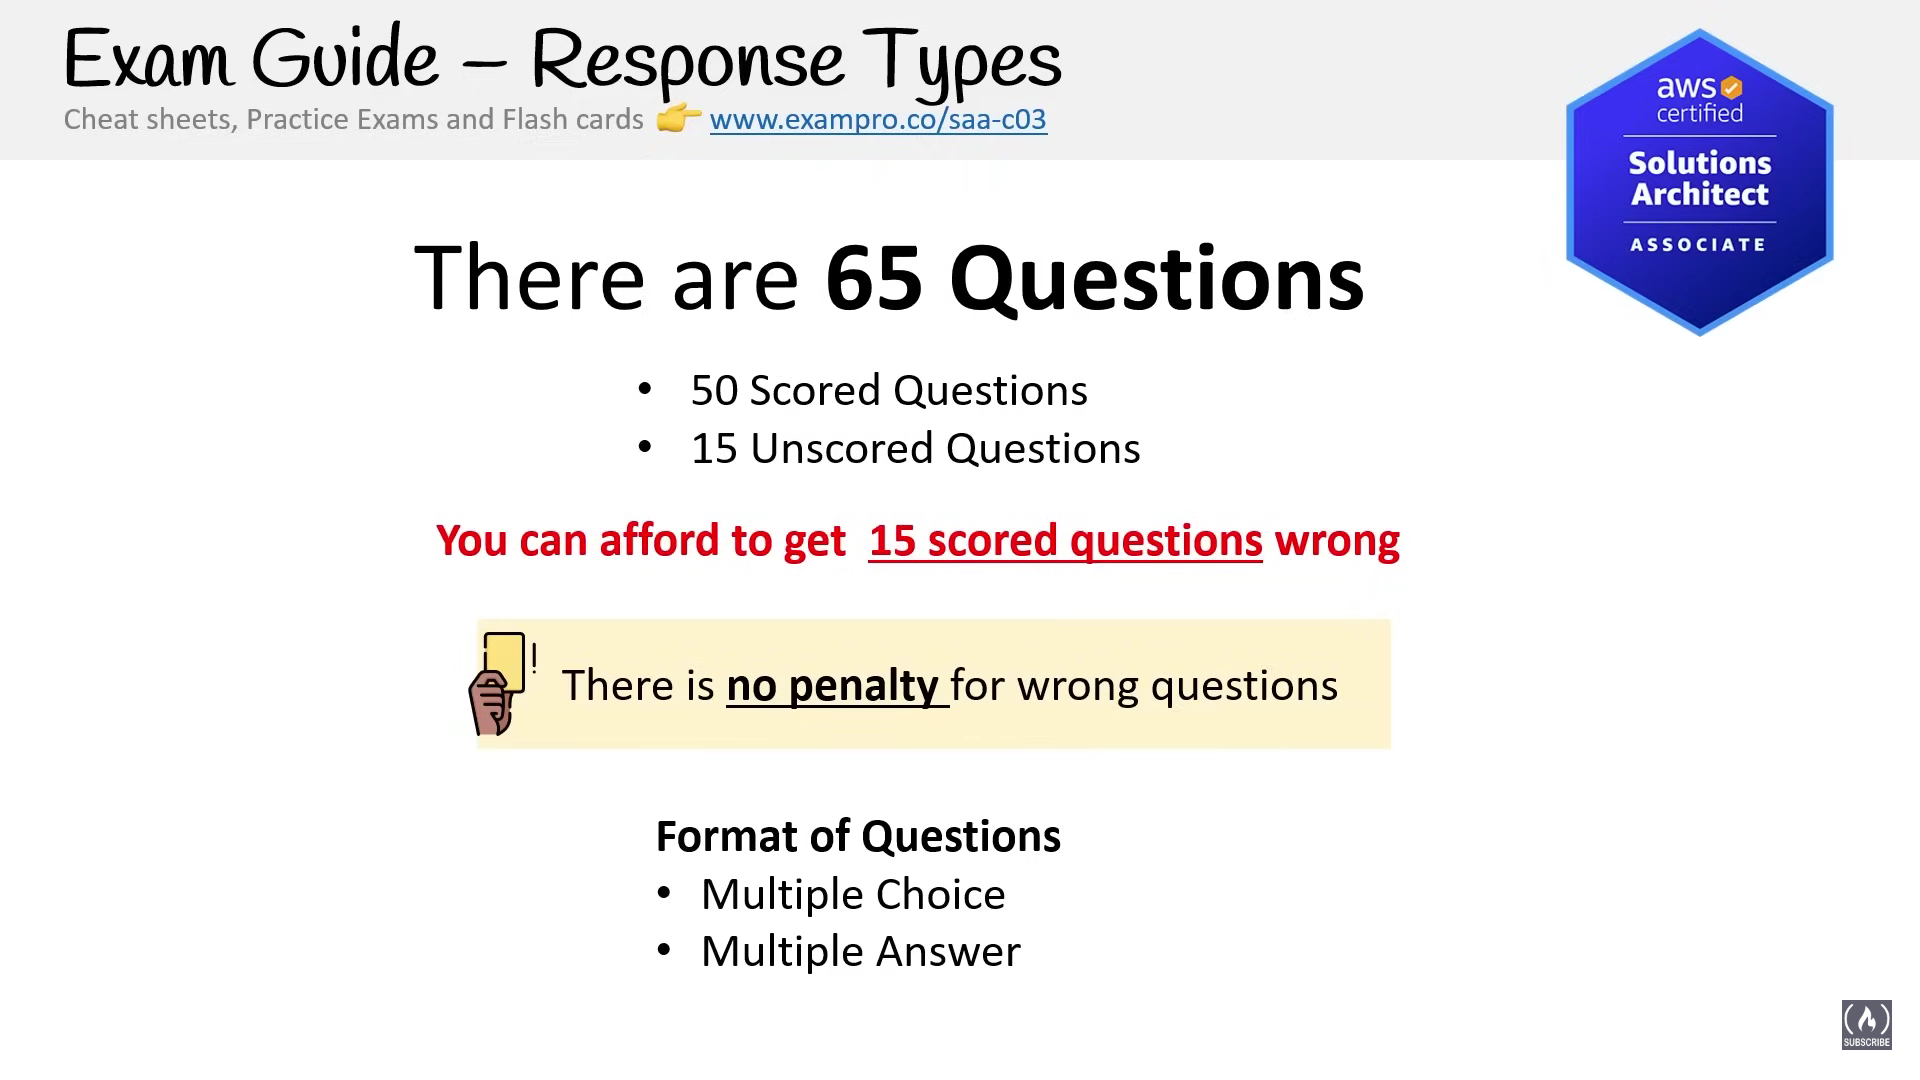 Exam Guide – Response Types
Cheat sheets, Practice Exams and Flash cards 👉 www.exampro.co/saa-c03
aws
certified
Solutions
Architect
ASSOCIATE
There are 65 Questions
• 50 Scored Questions
• 15 Unscored Questions
You can afford to get 15 scored questions wrong
There is no penalty for wrong questions
Format of Questions
• Multiple Choice
• Multiple Answer
SUBSCRIBE